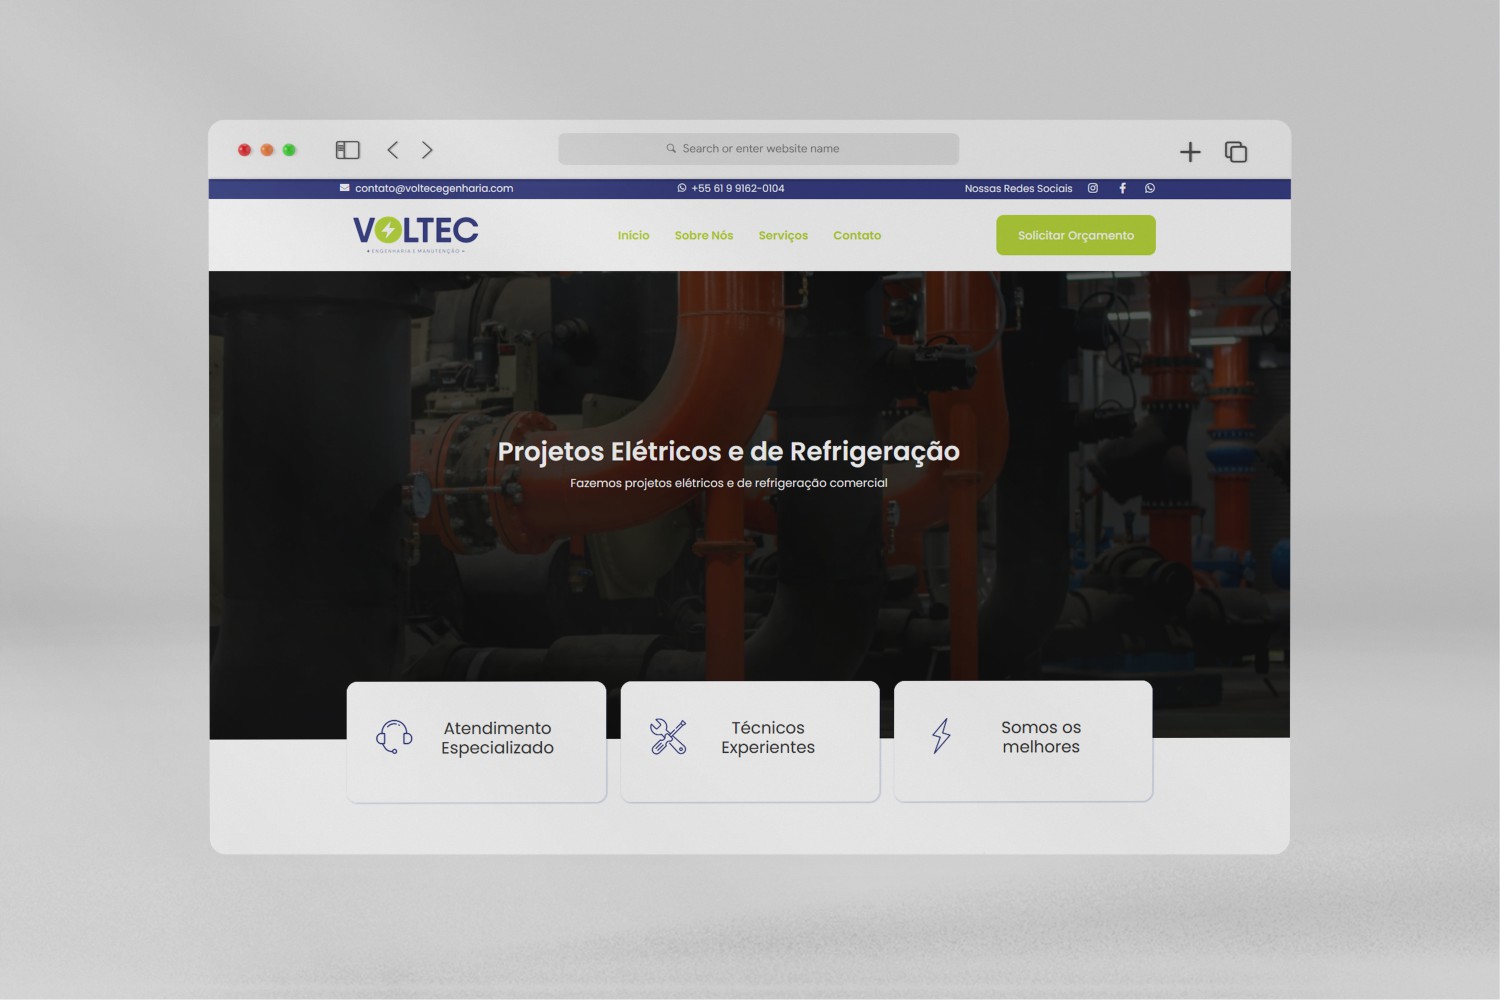 Search or enter website name
contato@voltecegenharia.com
+55 61 9 9162-0104
Nossas Redes Sociais
VOLTEC
ENGENHARIA E MANUTENÇÃO
Início
Sobre Nós
Serviços
Contato
Solicitar Orçamento
Projetos Elétricos e de Refrigeração
Fazemos projetos elétricos e de refrigeração comercial
Atendimento
Especializado
Técnicos
Experientes
Somos os
melhores